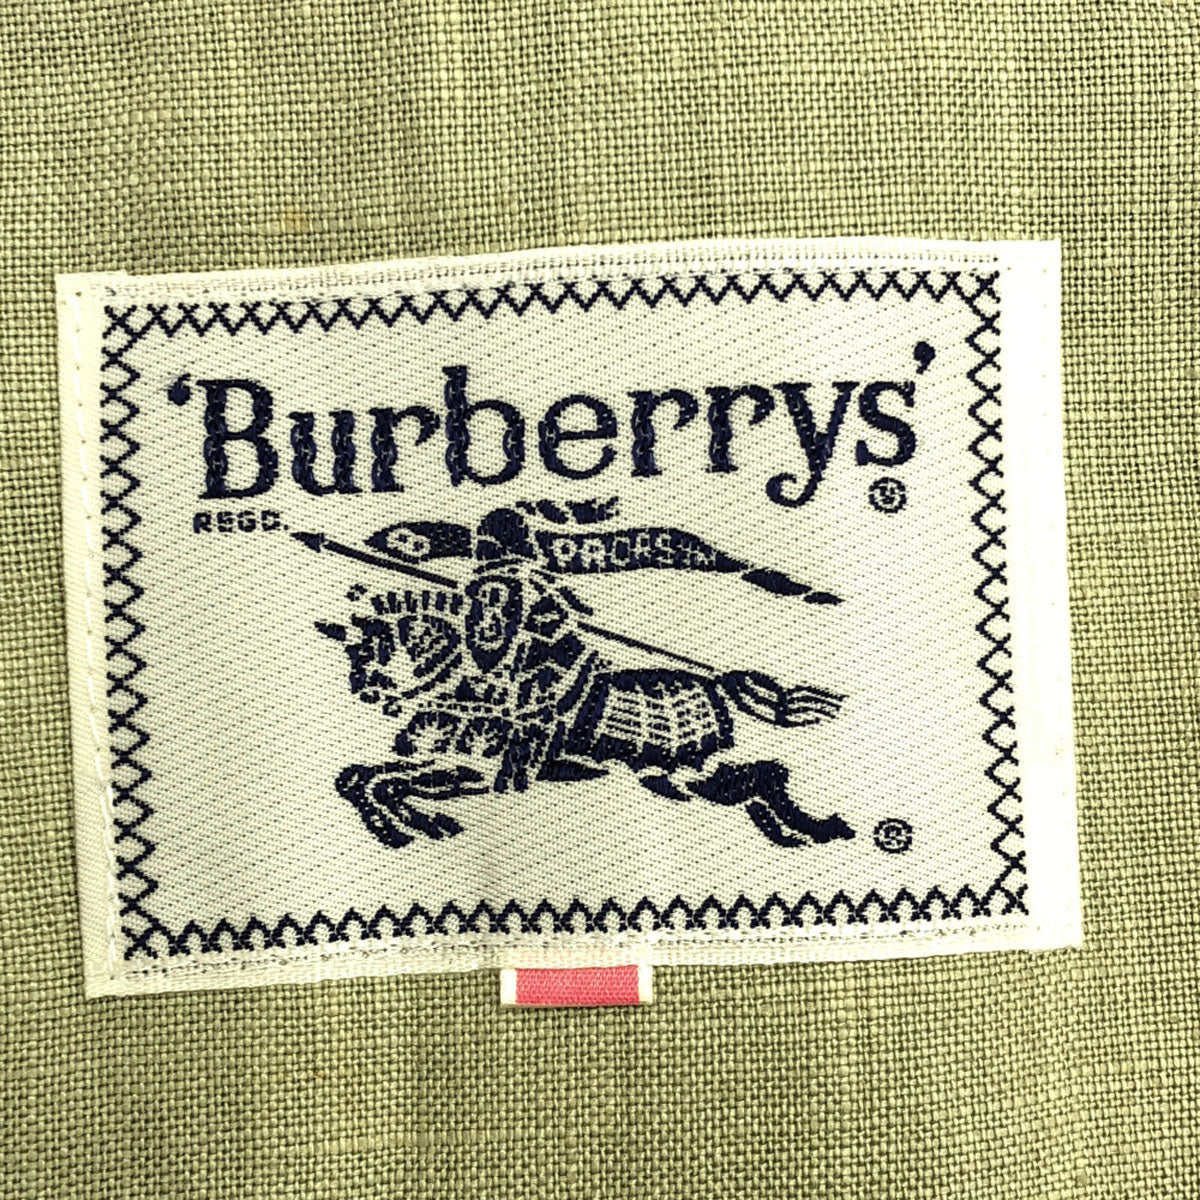 'Burberrys'
®
REGD.
PRORSUM
®